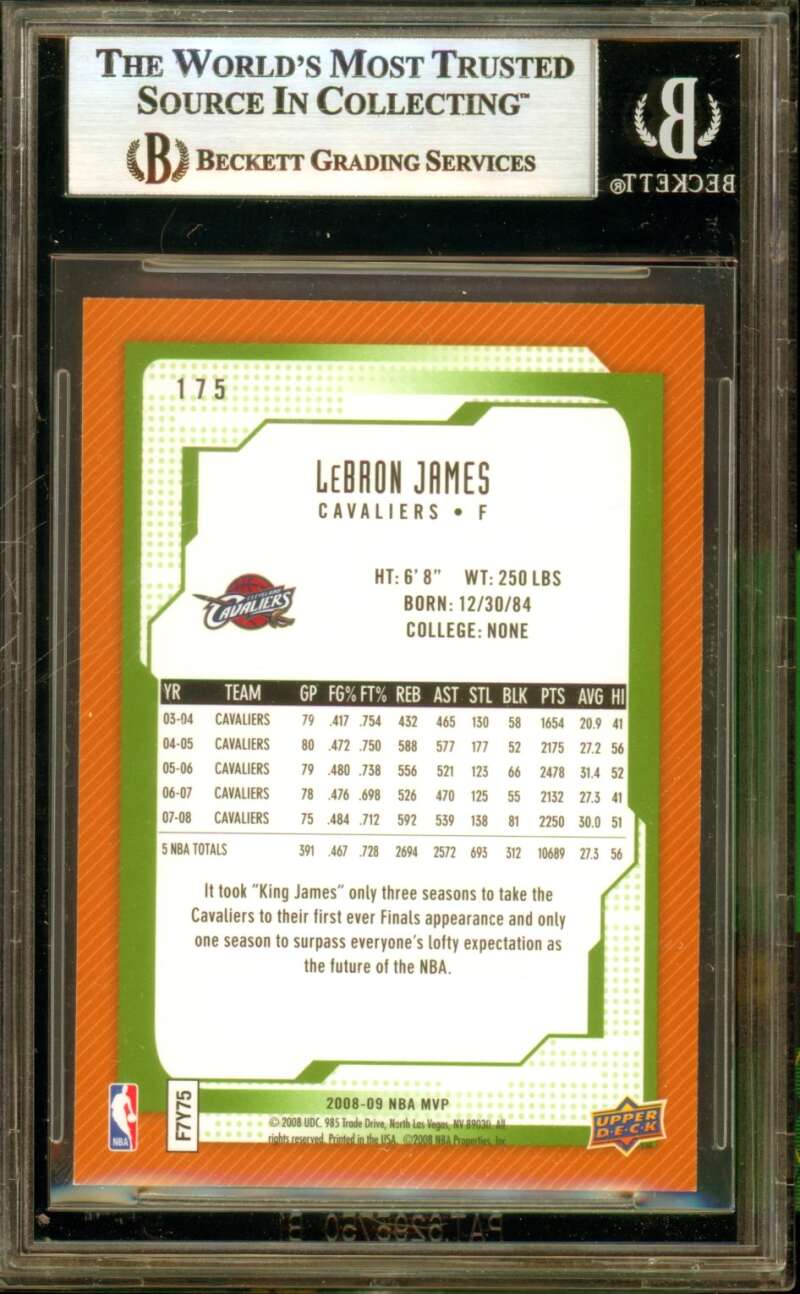 THE WORLD'S MOST TRUSTED
SOURCE IN COLLECTING™
B BECKETT GRADING SERVICES
B
BECKETT®
175
LEBRON JAMES
CAVALIERS • F
HT: 6' 8" WT: 250 LBS
BORN: 12/30/84
COLLEGE: NONE
CLEVELAND
CAVALIERS
YR TEAM GP FG% FT% REB AST STL BLK PTS AVG HI
03-04 CAVALIERS 79 .417 .754 432 465 130 58 1654 20.9 41
04-05 CAVALIERS 80 .472 .750 588 577 177 52 2175 27.2 56
05-06 CAVALIERS 79 .480 .738 556 521 123 66 2478 31.4 52
06-07 CAVALIERS 78 .476 .698 526 470 125 55 2132 27.3 41
07-08 CAVALIERS 75 .484 .712 592 539 138 81 2250 30.0 51
5 NBA TOTALS 391 .467 .728 2694 2572 693 312 10689 27.3 56
It took "King James" only three seasons to take the
Cavaliers to their first ever Finals appearance and only
one season to surpass everyone's lofty expectation as
the future of the NBA.
NBA
F7Y75
2008-09 NBA MVP
© 2008 UDC. 985 Trade Drive, North Las Vegas, NV 89030. All
rights reserved. Printed in the USA. ©2008 NBA Properties, Inc
UPPER
DECK